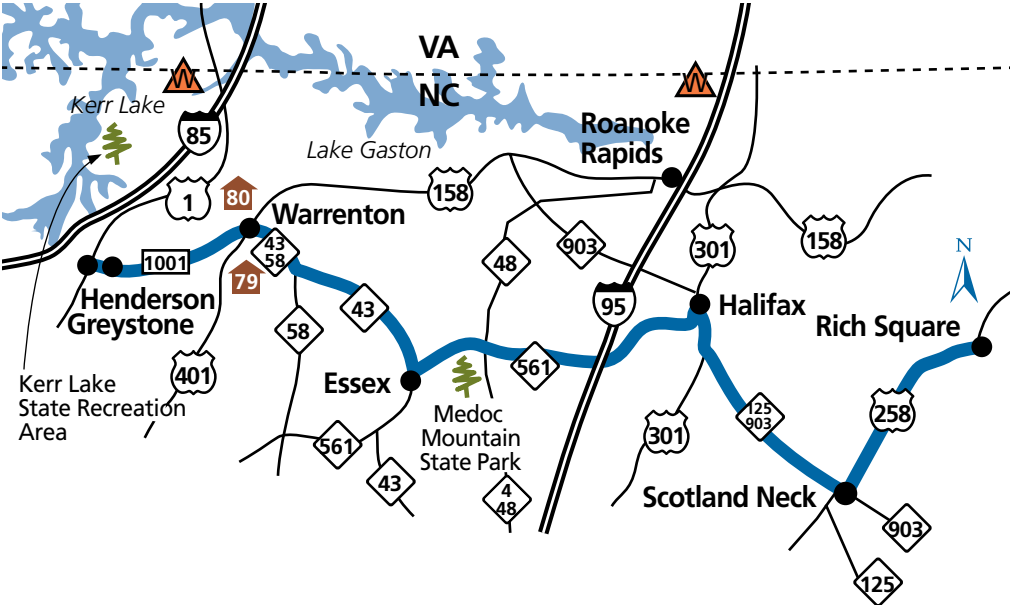 VA
NC
Kerr Lake
85
Roanoke
Rapids
Lake Gaston
1
80
158
Warrenton
1001
43
58
79
48
903
301
158
N
95
Halifax
Henderson
Greystone
43
58
Rich Square
401
Essex
561
Kerr Lake
State Recreation
Area
Medoc
Mountain
State Park
125
903
258
301
561
43
4
48
Scotland Neck
903
125